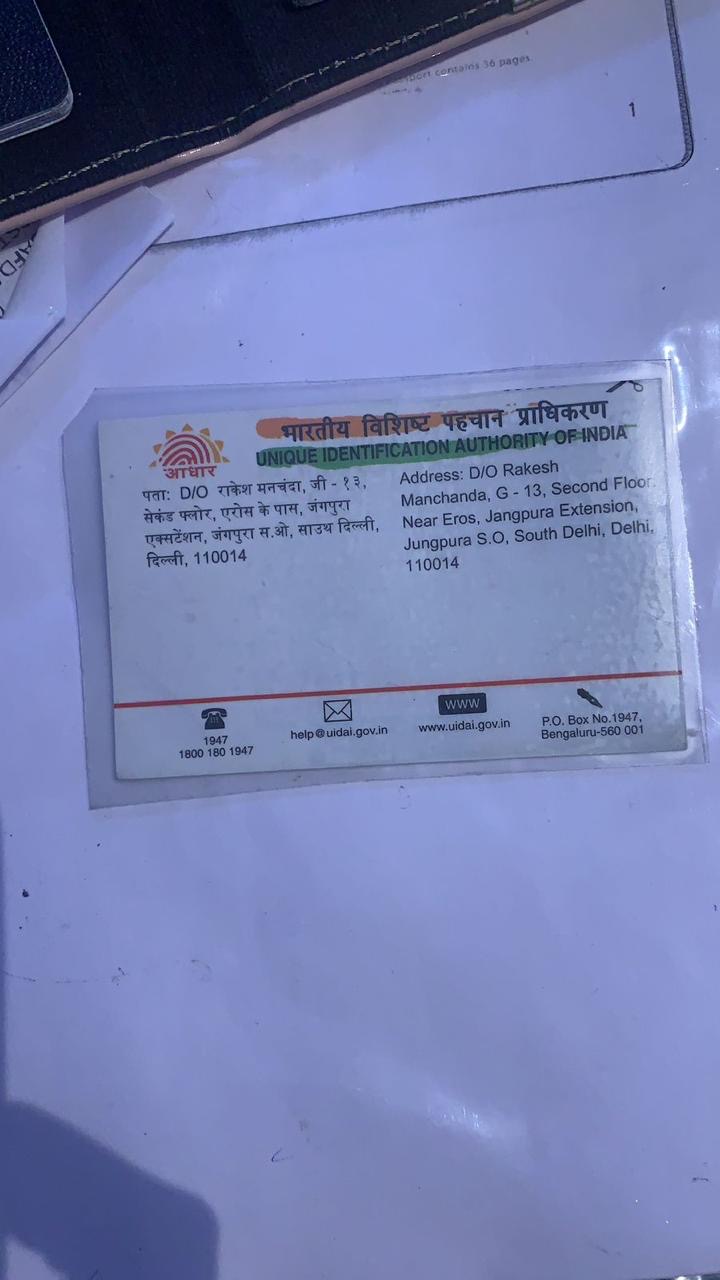 port contains 36 pages
1
AFD
भारतीय विशिष्ट पहचान प्राधिकरण
UNIQUE IDENTIFICATION AUTHORITY OF INDIA
आधार
पता: D/O राकेश मनचंदा, जी - १३,
सेकंड फ्लोर, एरोस के पास, जंगपुरा
एक्सटेंशन, जंगपुरा स.ओ, साउथ दिल्ली,
दिल्ली, 110014
Address: D/O Rakesh
Manchanda, G - 13, Second Floor,
Near Eros, Jangpura Extension,
Jungpura S.O, South Delhi, Delhi,
110014
1947
1800 180 1947
help@uidai.gov.in
WWW
www.uidai.gov.in
P.O. Box No.1947,
Bengaluru-560 001